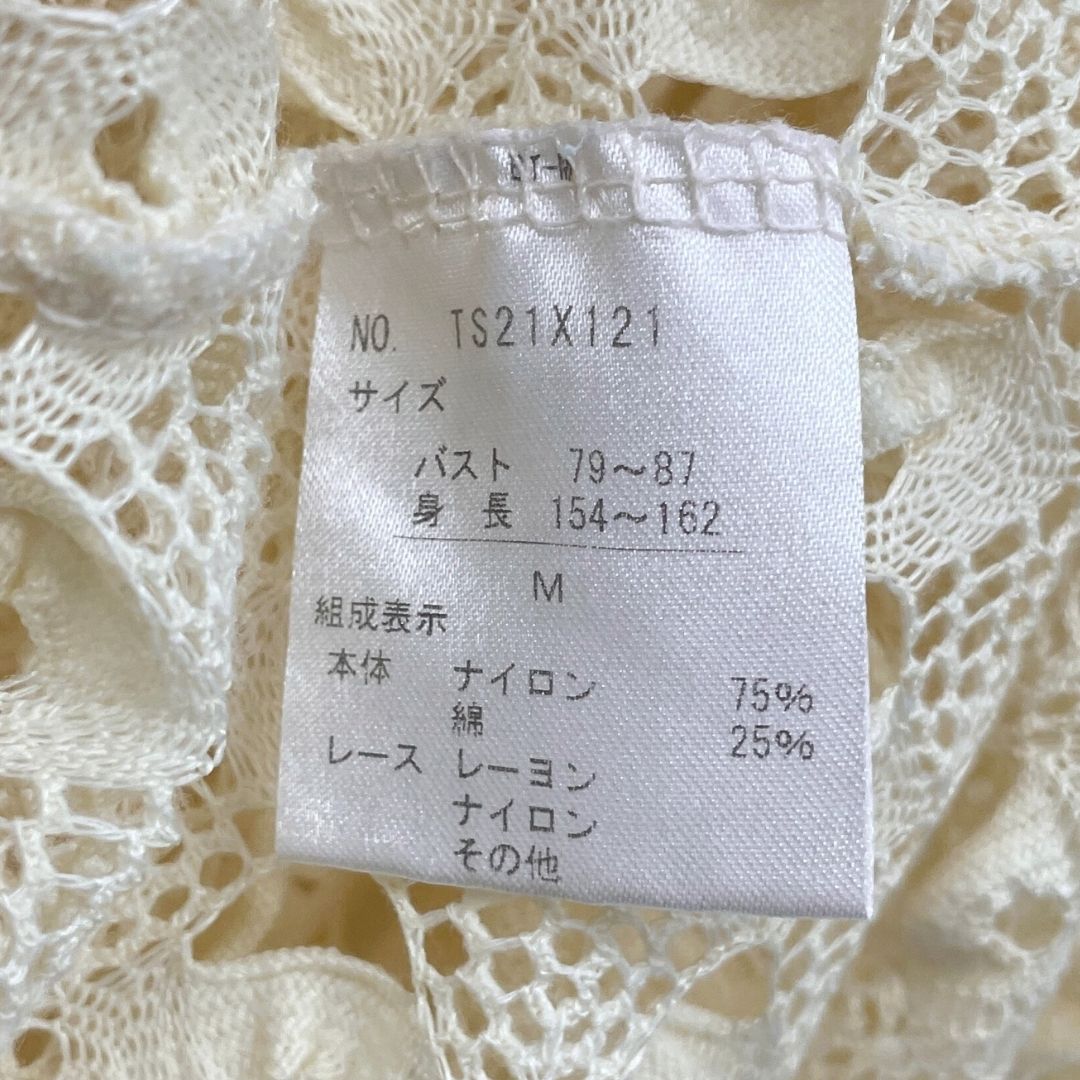 NO. TS21X121
サイズ
バスト 79～87
身 長 154～162
M
組成表示
本体 ナイロン 75%
綿 25%
レース レーヨン
ナイロン
その他